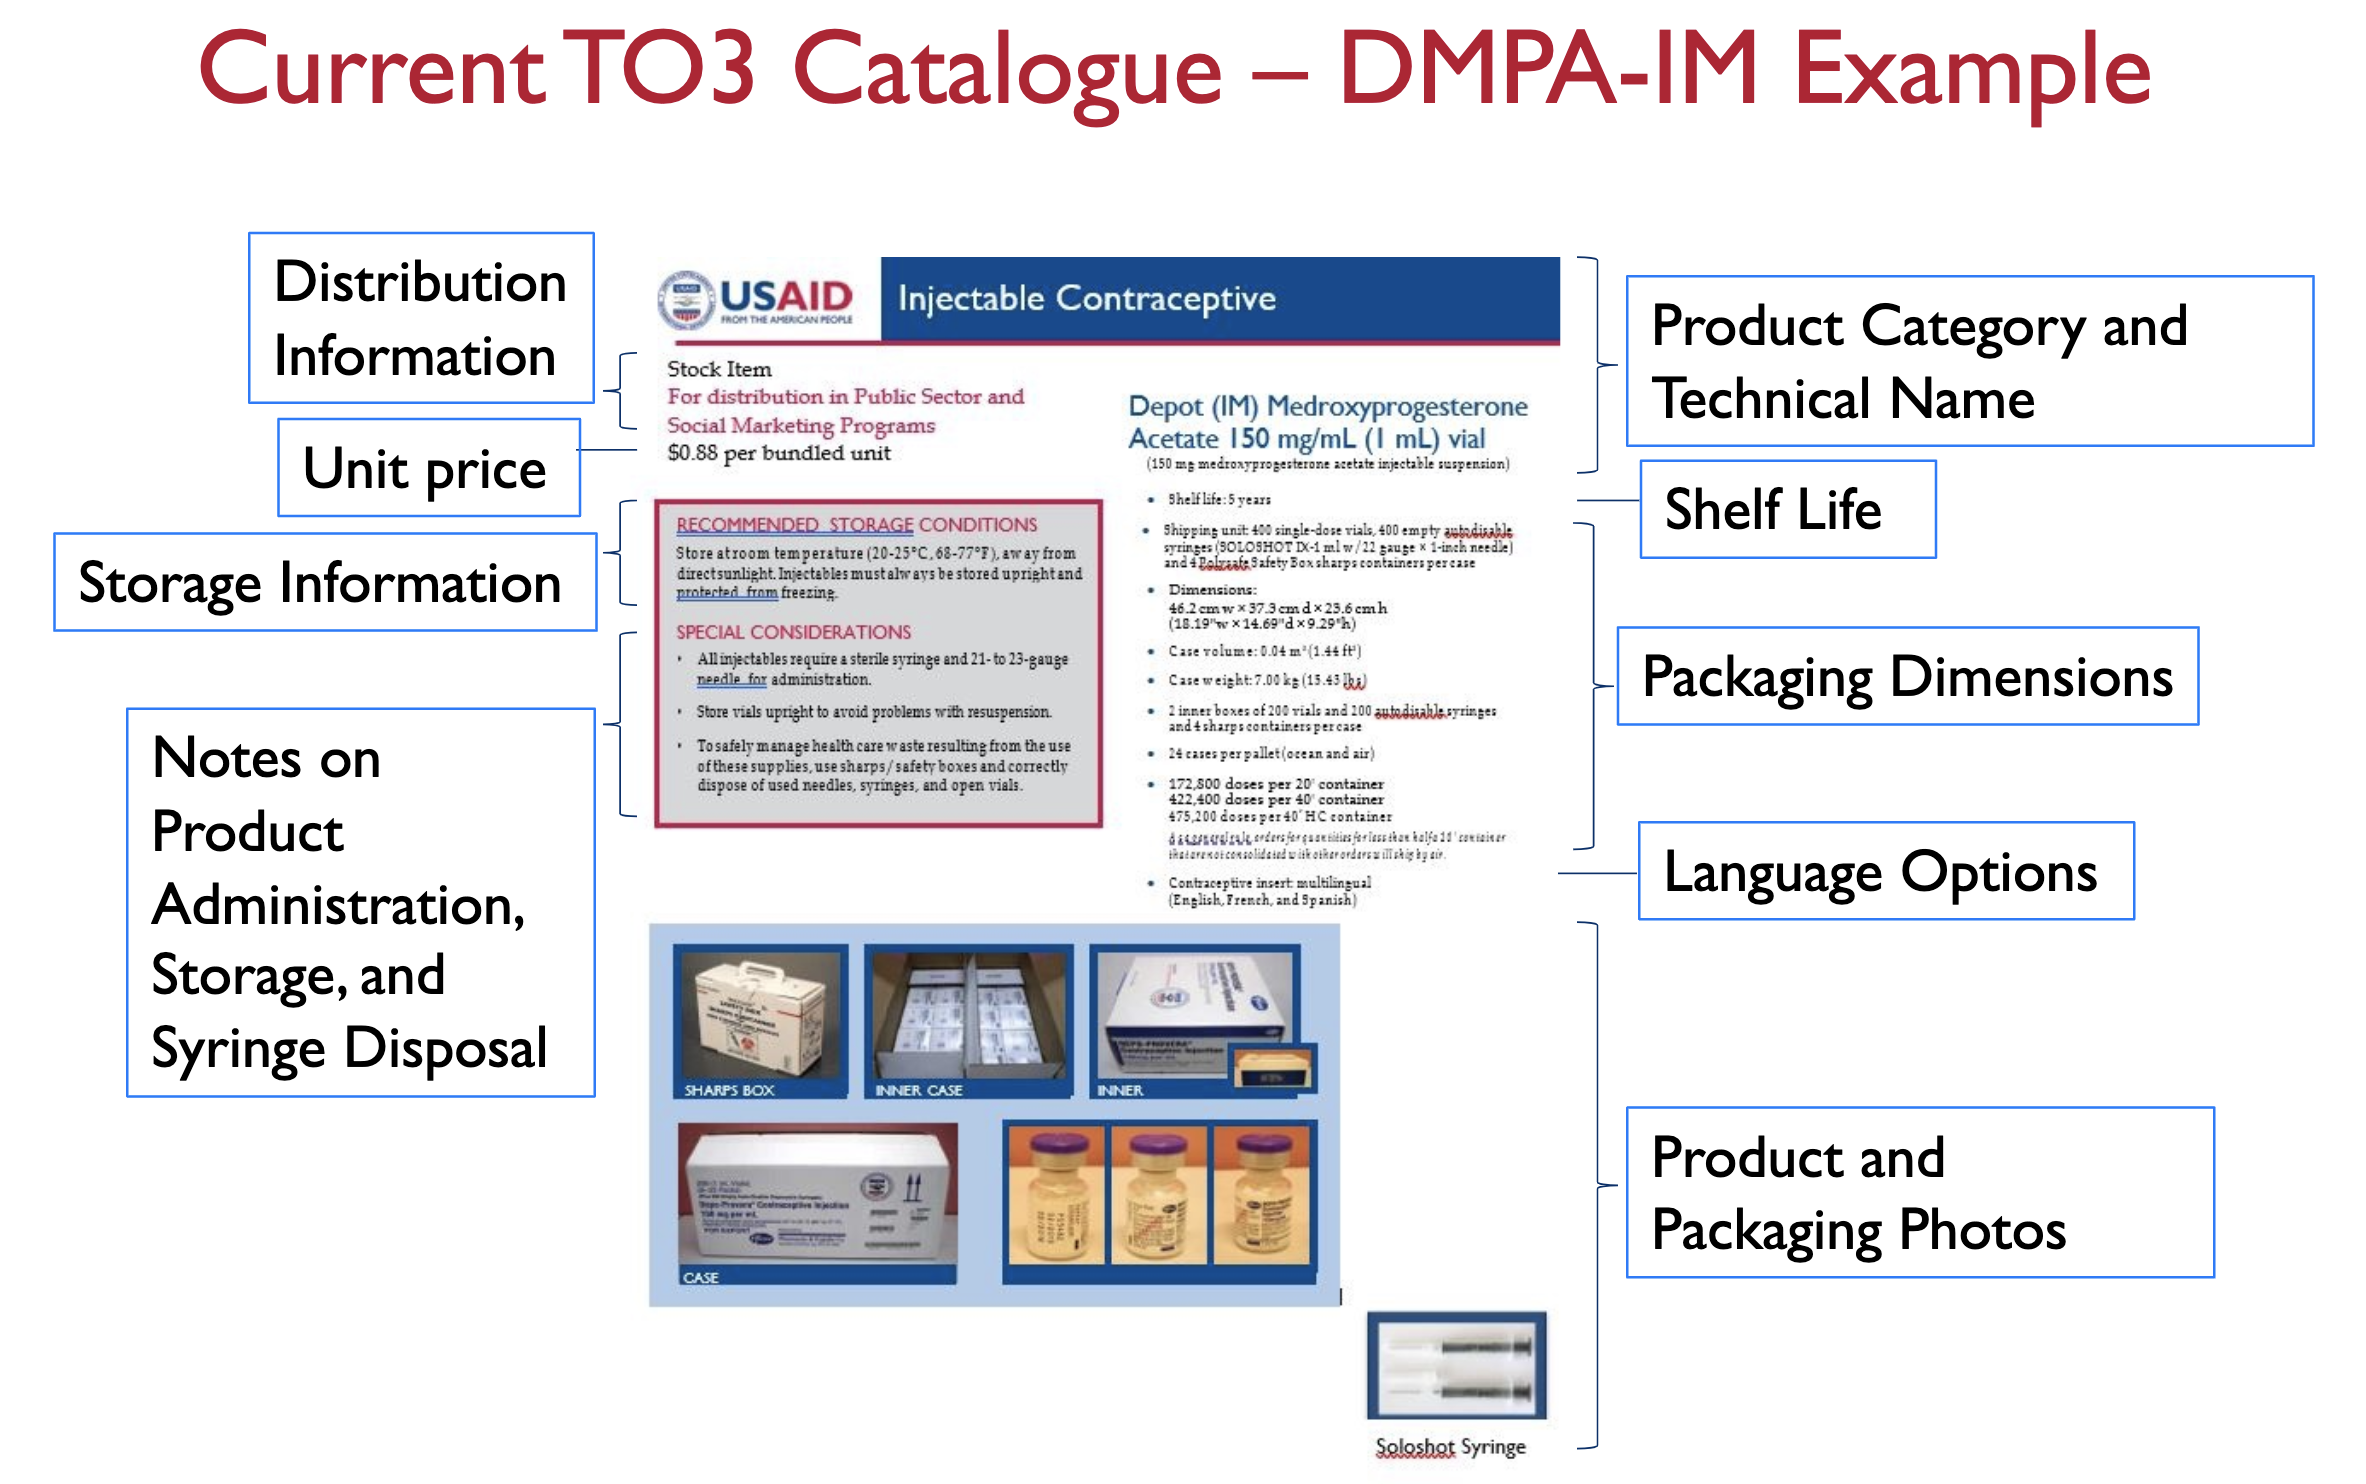 Current TO3 Catalogue – DMPA-IM Example
Distribution
Information
Unit price
Storage Information
Notes on
Product
Administration,
Storage, and
Syringe Disposal
USAID
FROM THE AMERICAN PEOPLE
Injectable Contraceptive
Stock Item
For distribution in Public Sector and
Social Marketing Programs
$0.88 per bundled unit
RECOMMENDED STORAGE CONDITIONS
Store at room temperature (20-25°C, 68-77°F), away from
direct sunlight. Injectables must always be stored upright and
protected from freezing.
SPECIAL CONSIDERATIONS
• All injectables require a sterile syringe and 21- to 23-gauge
needle for administration.
• Store vials upright to avoid problems with resuspension.
• To safely manage health care waste resulting from the use
of these supplies, use sharps/safety boxes and correctly
dispose of used needles, syringes, and open vials.
Depot (IM) Medroxyprogesterone
Acetate 150 mg/mL (1 mL) vial
(150 mg medroxyprogesterone acetate injectable suspension)
• Shelf life: 5 years
• Shipping unit: 400 single-dose vials, 400 empty autodisable
syringes (SOLOSHOT IX-1 ml w/22 gauge × 1-inch needle)
and 4 Polysafe Safety Box sharps containers per case
• Dimensions:
46.2 cm w × 37.3 cm d × 23.6 cm h
(18.19"w × 14.69"d × 9.29"h)
• Case volume: 0.04 m³ (1.44 ft³)
• Case weight: 7.00 kg (15.43 lbs)
• 2 inner boxes of 200 vials and 200 autodisable syringes
and 4 sharps containers per case
• 24 cases per pallet (ocean and air)
• 172,800 doses per 20' container
422,400 doses per 40' container
475,200 doses per 40' HC container
As a general rule, orders for quantities for less than half a 20' container
that are not consolidated with other orders will ship by air.
• Contraceptive insert: multilingual
(English, French, and Spanish)
SHARPS BOX
INNER CASE
INNER
CASE
Depo-Provera® Contraceptive Injection
150 mg per mL
Soloshot Syringe
Product Category and
Technical Name
Shelf Life
Packaging Dimensions
Language Options
Product and
Packaging Photos